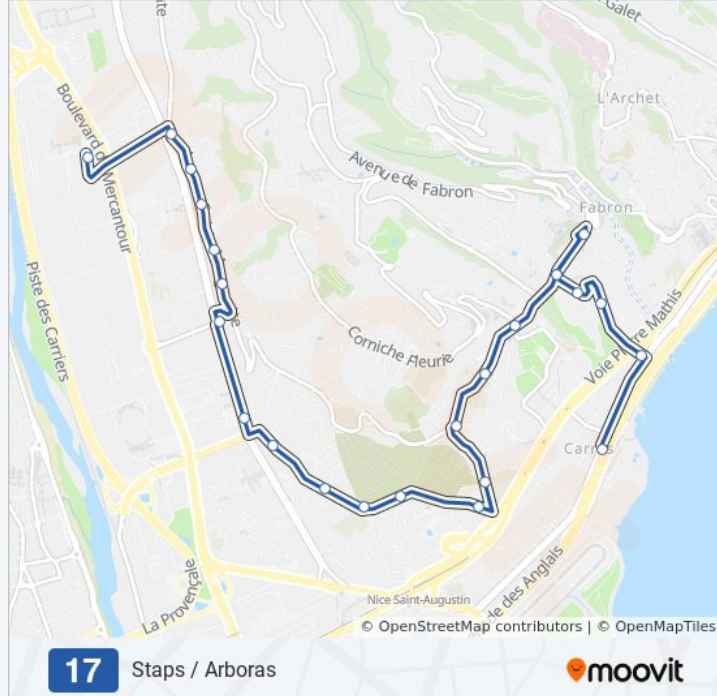 Galet
L'Archet
Boulevard du Mercantour
Avenue de Fabron
Fabron
Piste des Carriers
Voie Pierre Mathis
Corniche Fleurie
Carras
La Provençale
Nice Saint-Augustin
de des Anglais
© OpenStreetMap contributors | © OpenMapTiles
17 Staps / Arboras
moovit